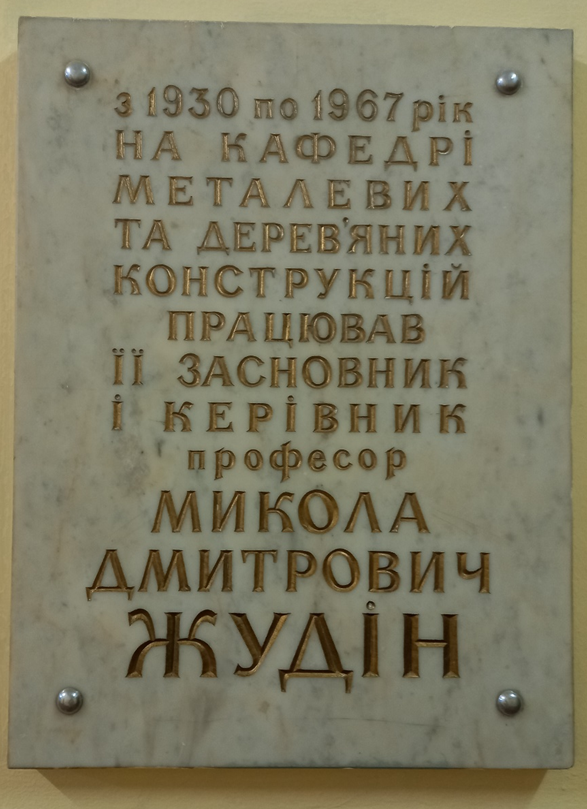 з 1930 по 1967 рік
НА КАФЕДРІ
МЕТАЛЕВИХ
ТА ДЕРЕВ'ЯНИХ
КОНСТРУКЦІЙ
ПРАЦЮВАВ
ЇЇ ЗАСНОВНИК
І КЕРІВНИК
професор
МИКОЛА
ДМИТРОВИЧ
ЖУДІН